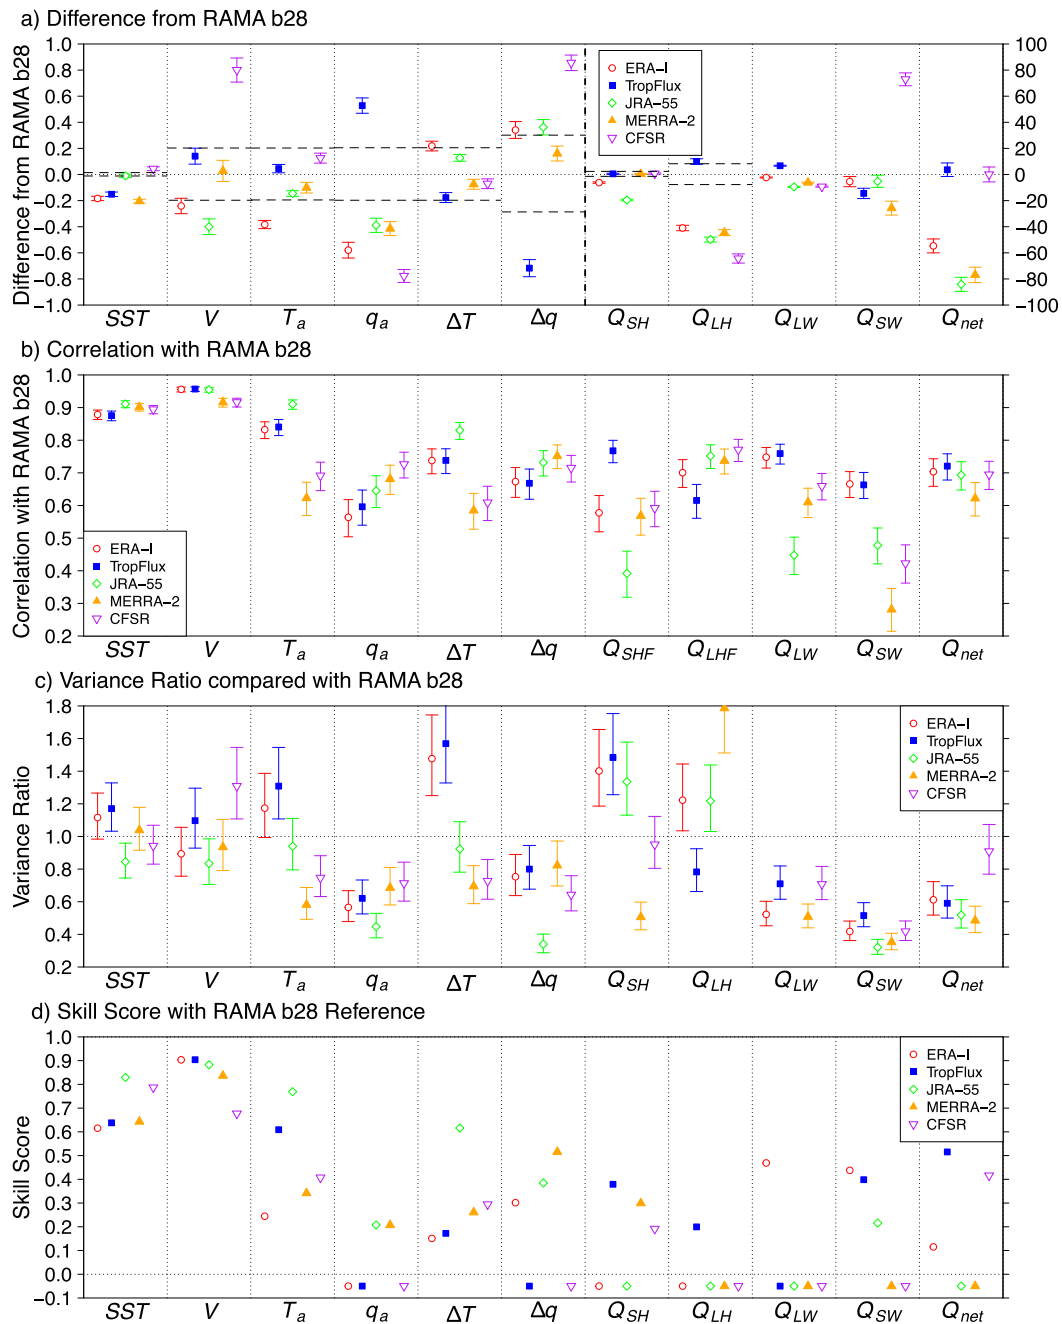 a) Difference from RAMA b28
Difference from RAMA b28
1.0
0.8
0.6
0.4
0.2
0.0
−0.2
−0.4
−0.6
−0.8
−1.0
100
80
60
40
20
0
−20
−40
−60
−80
−100
ERA−I
TropFlux
JRA−55
MERRA−2
CFSR
SST V Ta qa ΔT Δq QSH QLH QLW QSW Qnet
b) Correlation with RAMA b28
Correlation with RAMA b28
1.0
0.9
0.8
0.7
0.6
0.5
0.4
0.3
0.2
ERA−I
TropFlux
JRA−55
MERRA−2
CFSR
SST V Ta qa ΔT Δq QSHF QLHF QLW QSW Qnet
c) Variance Ratio compared with RAMA b28
Variance Ratio
1.8
1.6
1.4
1.2
1.0
0.8
0.6
0.4
0.2
ERA−I
TropFlux
JRA−55
MERRA−2
CFSR
SST V Ta qa ΔT Δq QSH QLH QLW QSW Qnet
d) Skill Score with RAMA b28 Reference
Skill Score
1.0
0.9
0.8
0.7
0.6
0.5
0.4
0.3
0.2
0.1
0.0
−0.1
ERA−I
TropFlux
JRA−55
MERRA−2
CFSR
SST V Ta qa ΔT Δq QSH QLH QLW QSW Qnet